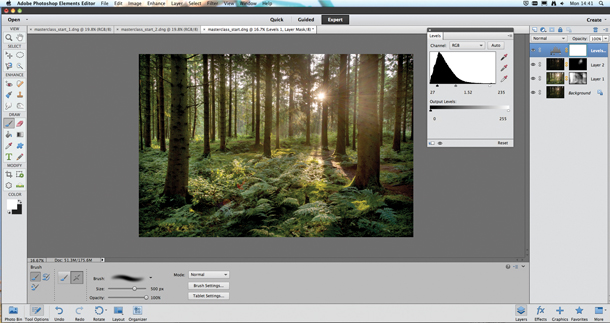 Adobe Photoshop Elements Editor File Edit Image Enhance Layer Select Filter View Window Help Mon 14:41
Open Quick Guided Expert Create
masterclass_start_1.dng @ 19.8% (RGB/8) masterclass_start_2.dng @ 19.8% (RGB/8) masterclass_start.dng @ 16.7% (Levels 1, Layer Mask/8) *
VIEW
SELECT
ENHANCE
DRAW
MODIFY
COLOR
Levels
Channel: RGB Auto
27 1.52 235
Output Levels:
0 255
Reset
Normal Opacity: 100%
Levels...
Layer 2
Layer 1
Background
16.67% Doc: 51.3M/175.6M
Brush
Brush:
Size: 500 px
Opacity: 100%
Mode: Normal
Brush Settings...
Tablet Settings...
Photo Bin Tool Options Undo Redo Rotate Layout Organizer Layers Effects Graphics Favorites More